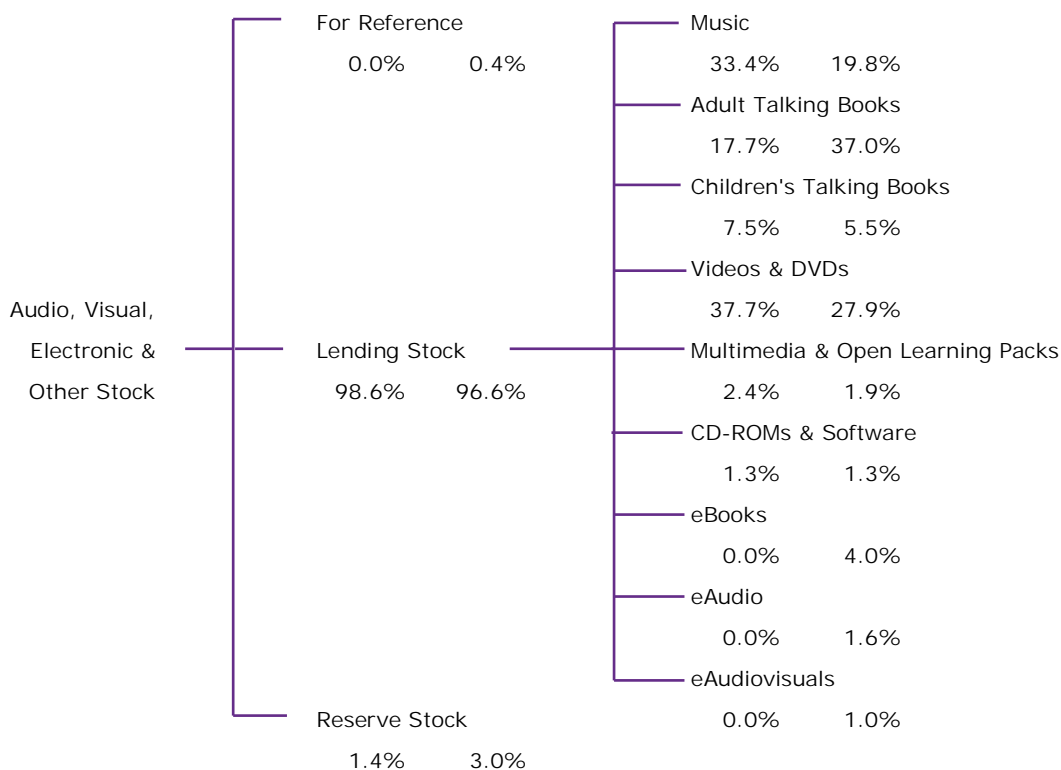 Audio, Visual,
Electronic &
Other Stock
For Reference
0.0% 0.4%
Lending Stock
98.6% 96.6%
Reserve Stock
1.4% 3.0%
Music
33.4% 19.8%
Adult Talking Books
17.7% 37.0%
Children's Talking Books
7.5% 5.5%
Videos & DVDs
37.7% 27.9%
Multimedia & Open Learning Packs
2.4% 1.9%
CD-ROMs & Software
1.3% 1.3%
eBooks
0.0% 4.0%
eAudio
0.0% 1.6%
eAudiovisuals
0.0% 1.0%